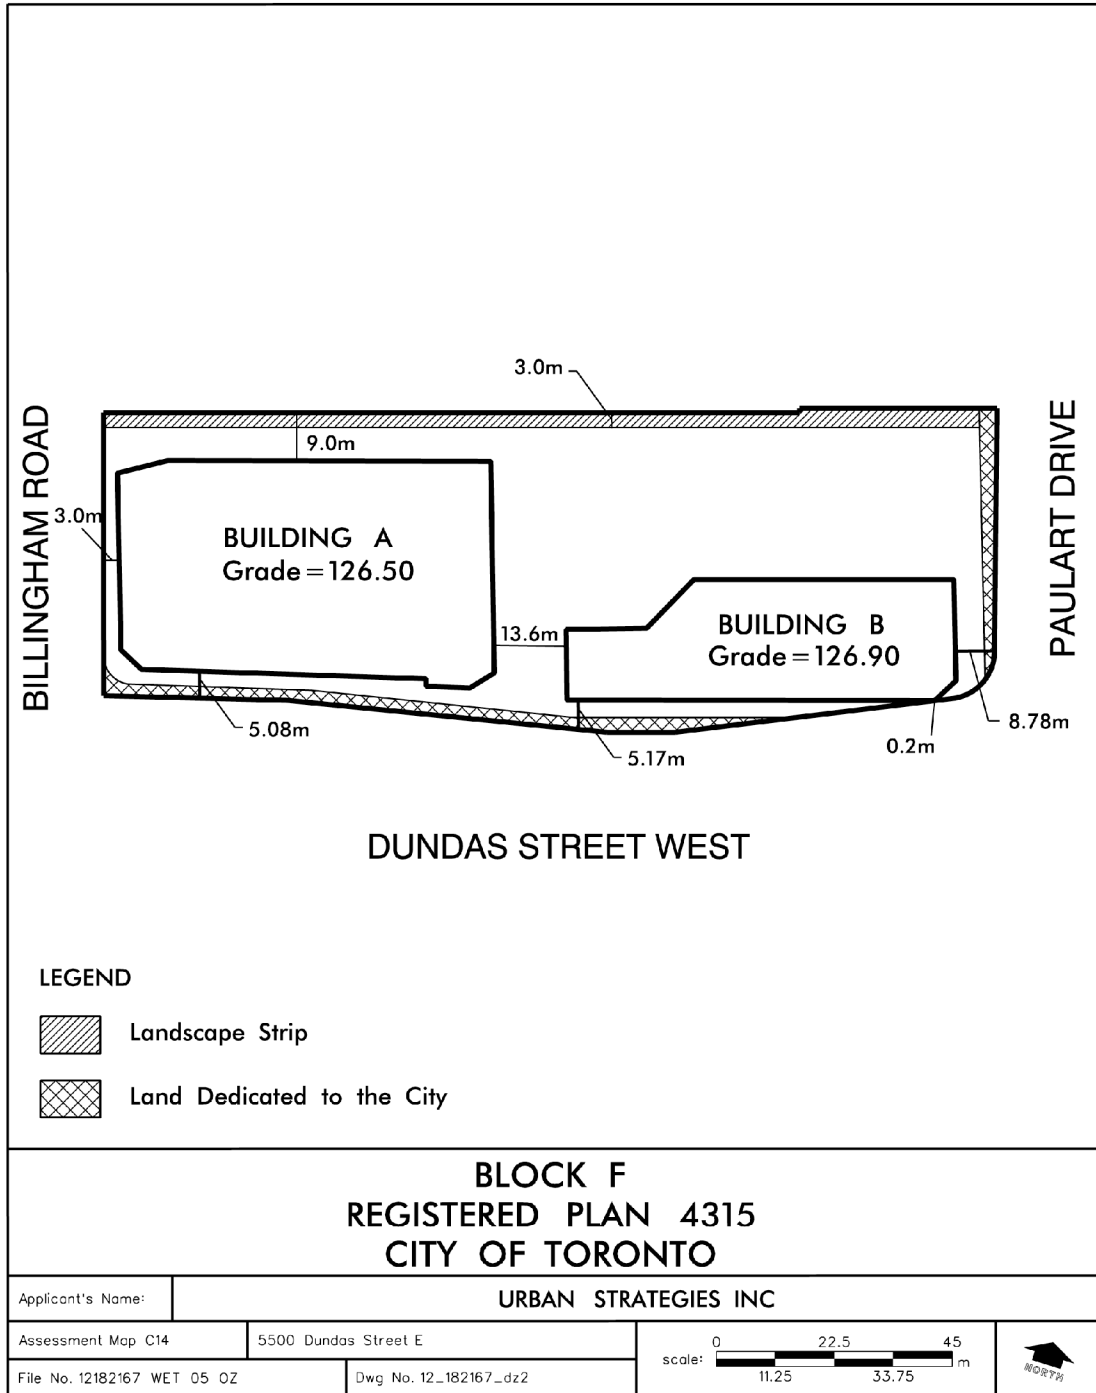 3.0m
9.0m
BILLINGHAM ROAD
PAULART DRIVE
3.0m
BUILDING A
Grade=126.50
13.6m
BUILDING B
Grade=126.90
5.08m
8.78m
0.2m
5.17m
DUNDAS STREET WEST
LEGEND
Landscape Strip
Land Dedicated to the City
BLOCK F
REGISTERED PLAN 4315
CITY OF TORONTO
Applicant's Name:
URBAN STRATEGIES INC
Assessment Map C14
5500 Dundas Street E
File No. 12182167 WET 05 OZ
Dwg No. 12_182167_dz2
scale:
0 22.5 45
m
11.25 33.75
NORTH